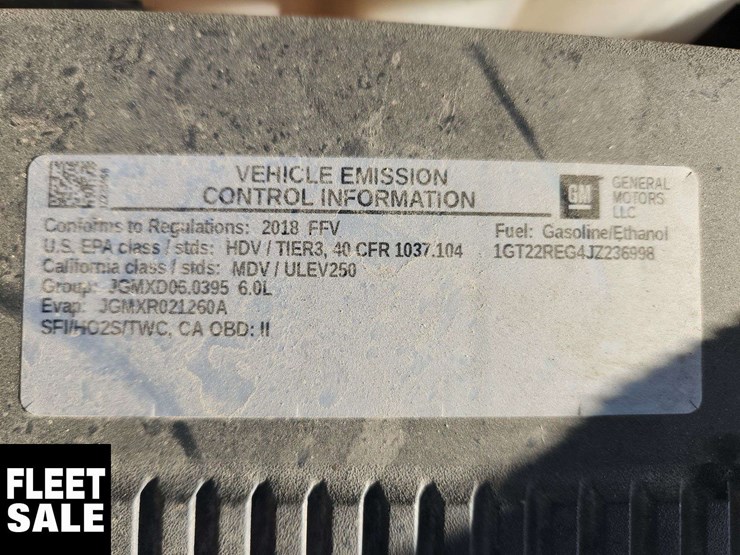 VEHICLE EMISSION
CONTROL INFORMATION
GM
GENERAL
MOTORS
LLC
Conforms to Regulations: 2018 FFV
Fuel: Gasoline/Ethanol
U.S. EPA class / stds: HDV / TIER3, 40 CFR 1037.104
1GT22REG4JZ236998
California class / stds: MDV / ULEV250
Group: JGMXD06.0395 6.0L
Evap: JGMXR021260A
SFI/HO2S/TWC, CA OBD: II
FLEET
SALE